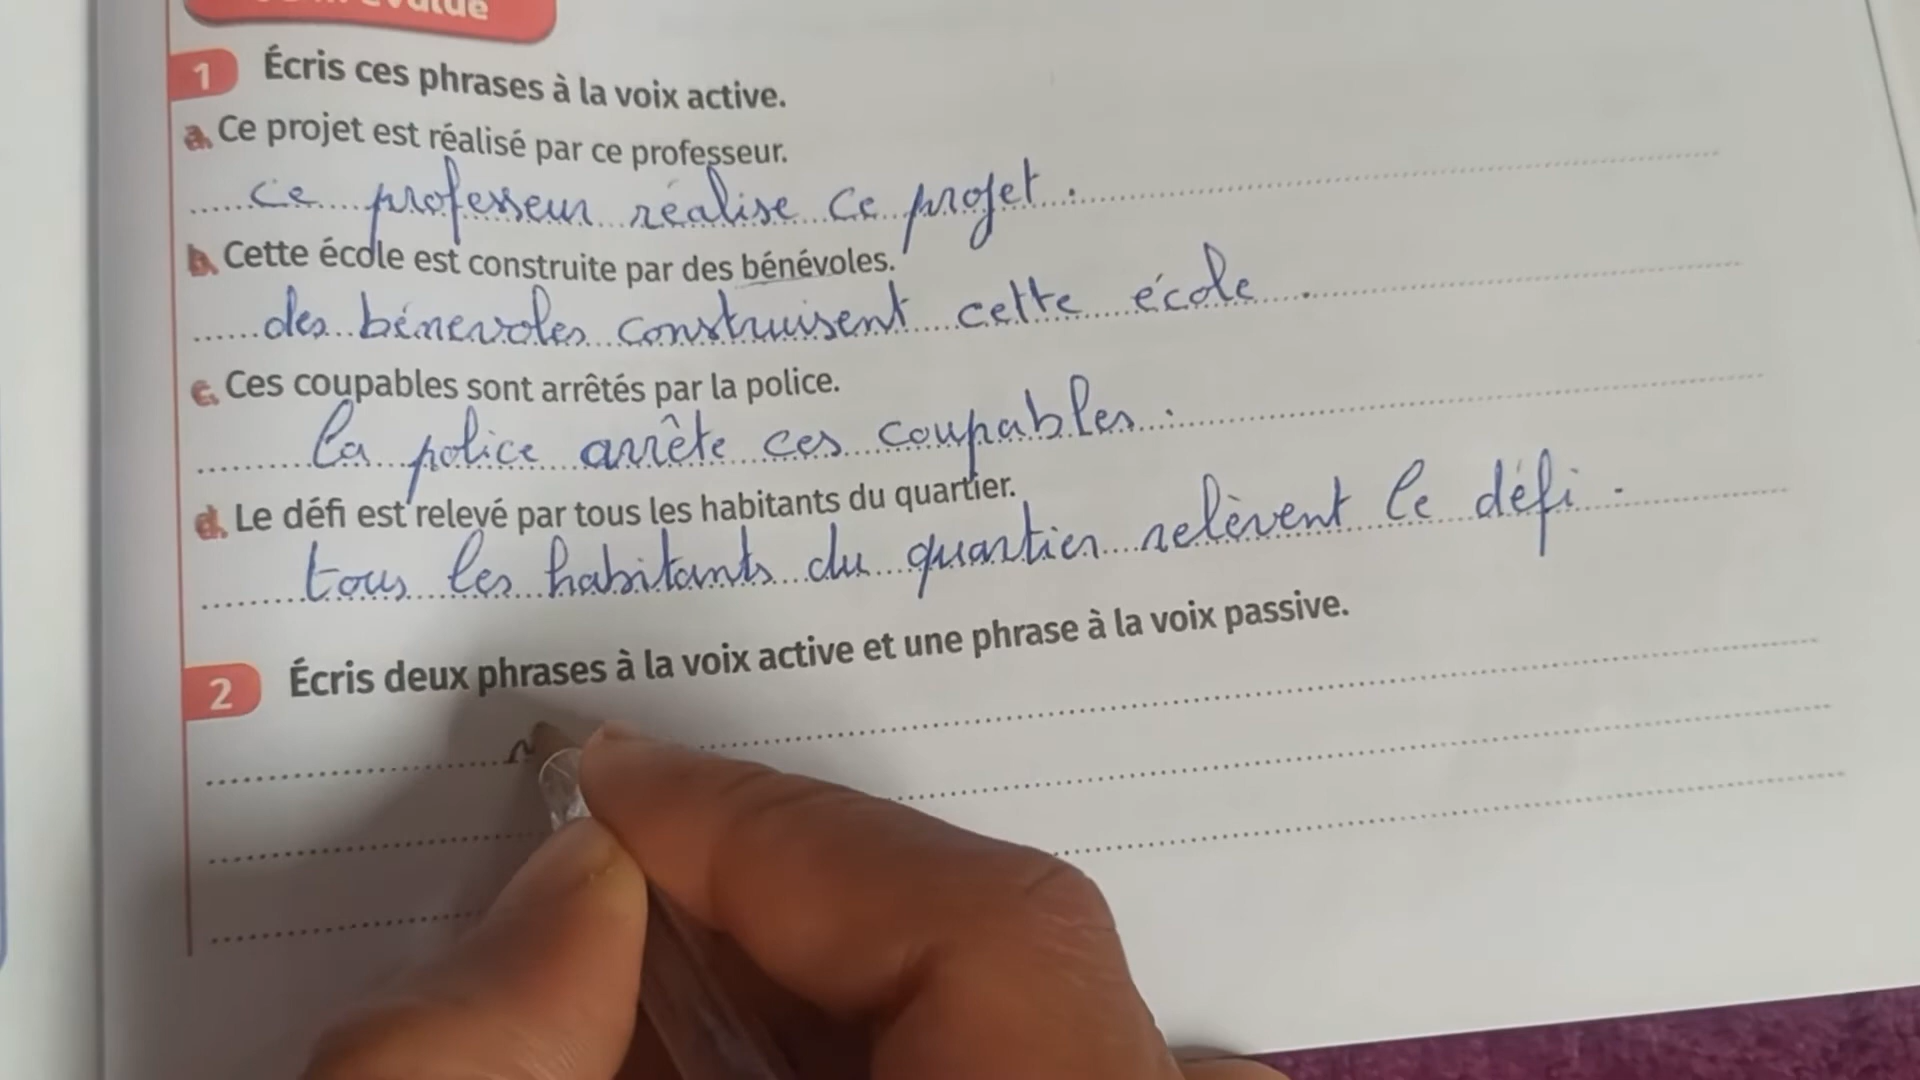 1 Écris ces phrases à la voix active.
a. Ce projet est réalisé par ce professeur.
ce professeur réalise ce projet.
b. Cette école est construite par des bénévoles.
des bénevoles construisent cette école.
c. Ces coupables sont arrêtés par la police.
la police arrête ces coupables.
d. Le défi est relevé par tous les habitants du quartier.
tous les habitants du quartier relèvent le défi.
2 Écris deux phrases à la voix active et une phrase à la voix passive.